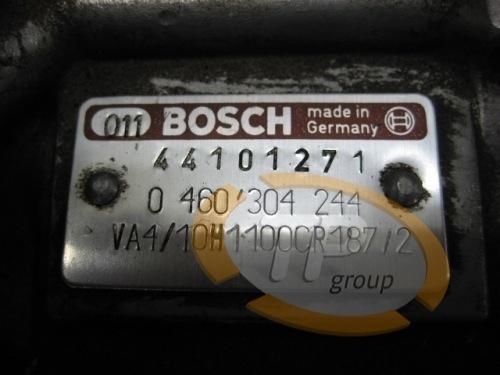 011 BOSCH made in Germany
44101271
0 460 304 244
VA4/10H1100CR187/2
group